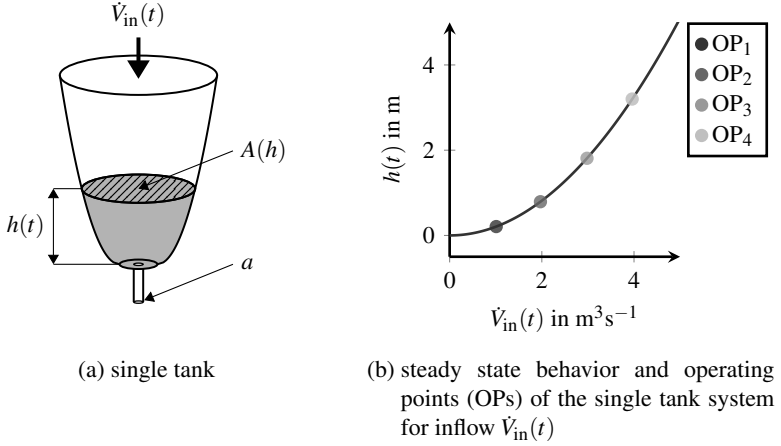 V̇in(t)
A(h)
h(t)
a
(a) single tank
h(t) in m
4
2
0
0 2 4
V̇in(t) in m³s⁻¹
OP1
OP2
OP3
OP4
(b) steady state behavior and operating
points (OPs) of the single tank system
for inflow V̇in(t)